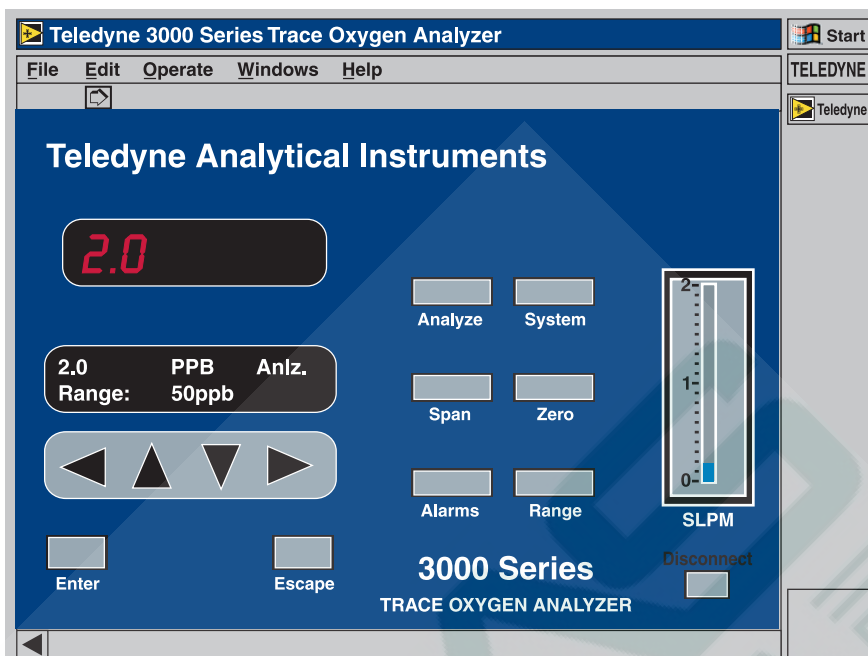 Teledyne 3000 Series Trace Oxygen Analyzer
Start
File Edit Operate Windows Help
TELEDYNE
Teledyne
Teledyne Analytical Instruments
2.0
2.0 PPB Anlz.
Range: 50ppb
Analyze System
Span Zero
Alarms Range
2
1
0
SLPM
Disconnect
Enter Escape
3000 Series
TRACE OXYGEN ANALYZER